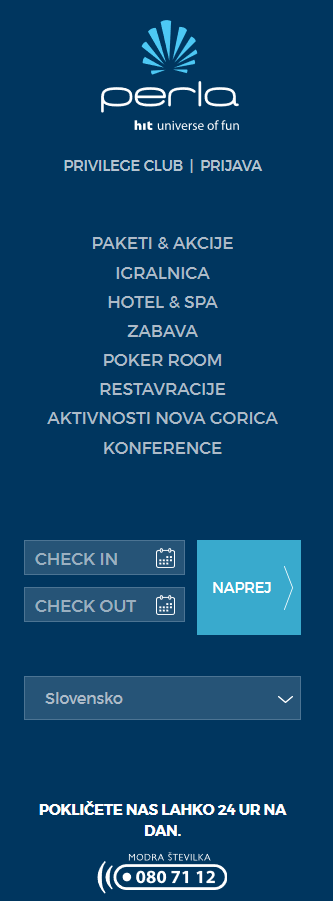 perla
hit universe of fun
PRIVILEGE CLUB | PRIJAVA
PAKETI & AKCIJE
IGRALNICA
HOTEL & SPA
ZABAVA
POKER ROOM
RESTAVRACIJE
AKTIVNOSTI NOVA GORICA
KONFERENCE
CHECK IN
CHECK OUT
NAPREJ
Slovensko
POKLIČETE NAS LAHKO 24 UR NA
DAN.
MODRA ŠTEVILKA
080 71 12